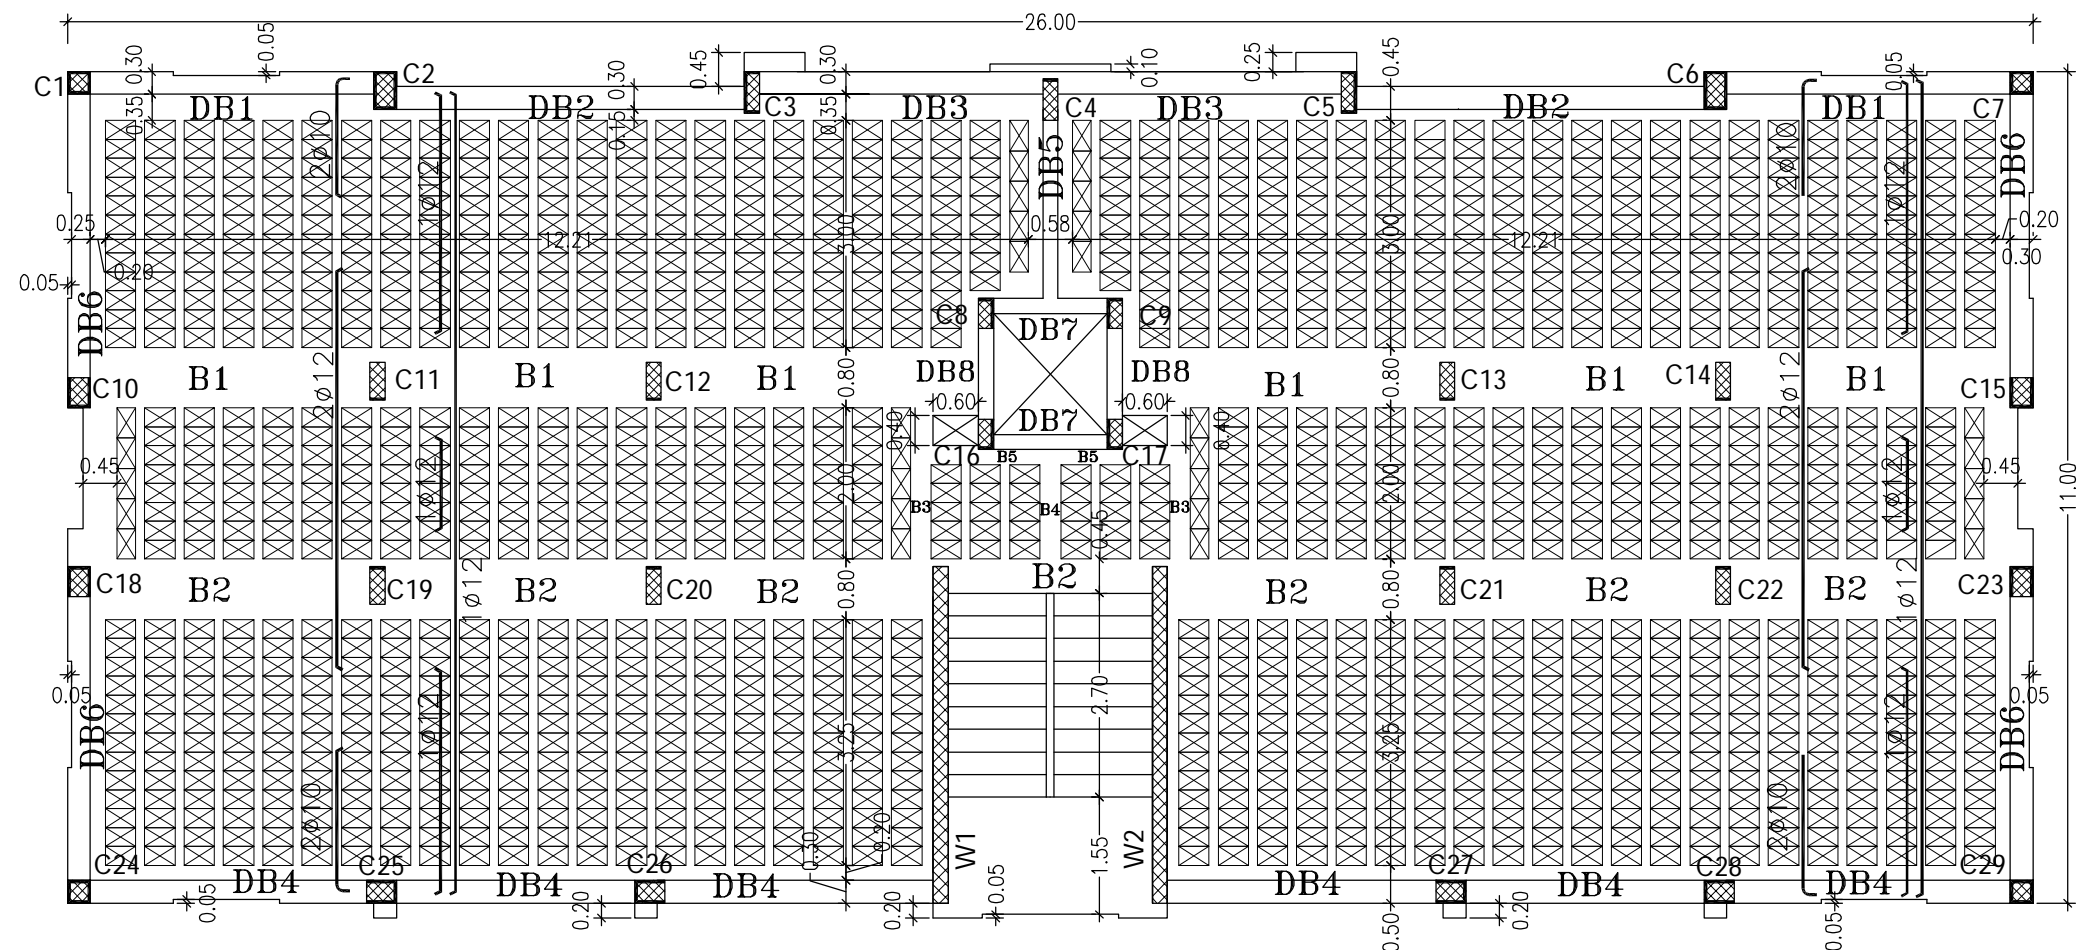 26.00
0.05
0.30
0.45
0.30
0.30
0.10
0.25
0.45
0.05
C1
C2
C3
C4
C5
C6
C7
DB1
DB2
DB3
DB3
DB2
DB1
0.35
0.15
0.35
2ø10
1ø12
DB5
2ø10
1ø12
DB6
0.25
12.21
3.00
0.58
3.00
12.21
0.20
0.20
0.30
0.05
DB6
C8
DB7
C9
2ø12
2ø12
C10
B1
C11
B1
C12
B1
0.80
DB8
DB8
B1
0.80
C13
B1
C14
B1
C15
0.60
0.60
0.40
DB7
0.40
C16
B5
B5
C17
0.45
1ø12
2.00
B3
B4
B3
2.00
1ø12
0.45
11.00
0.45
C18
B2
C19
1ø12
B2
C20
B2
0.80
B2
B2
0.80
C21
B2
C22
B2
1ø12
C23
0.05
DB6
1ø12
3.25
2.70
3.25
1ø12
DB6
0.05
2ø10
0.30
0.20
W1
1.55
W2
2ø10
C24
C25
C26
C27
C28
C29
DB4
DB4
DB4
DB4
DB4
DB4
0.05
0.20
0.20
0.05
0.50
0.20
0.05